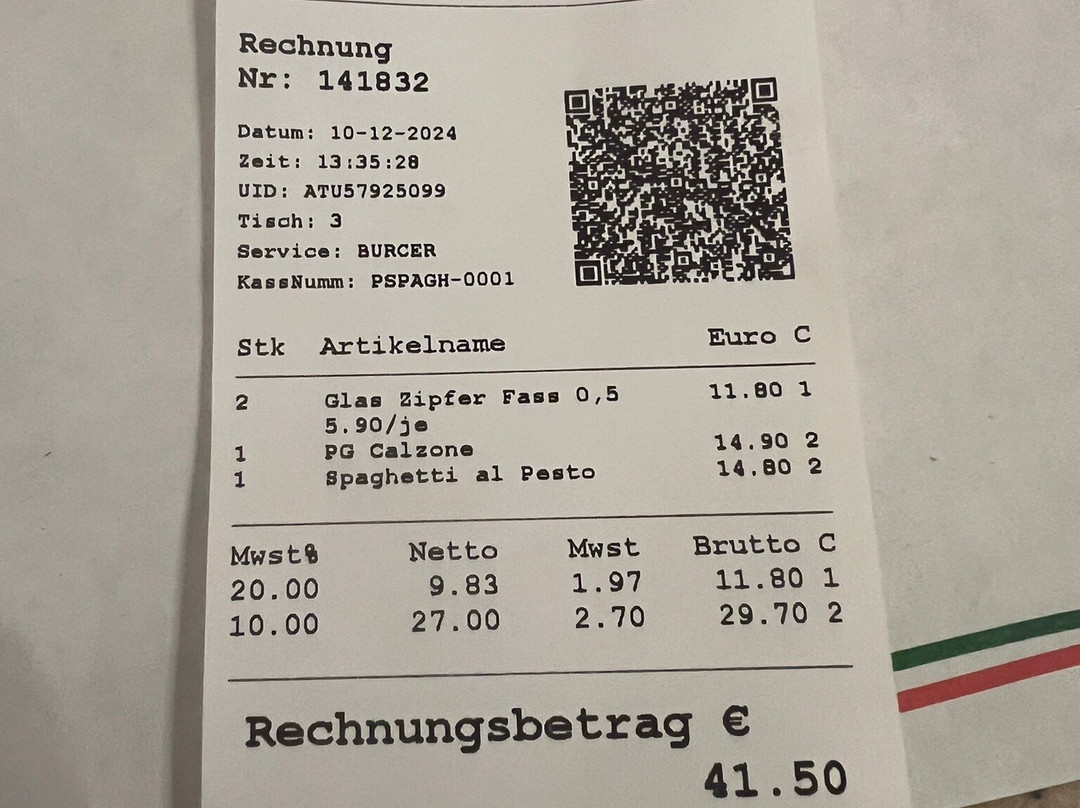 Rechnung
Nr: 141832
Datum: 10-12-2024
Zeit: 13:35:28
UID: ATU57925099
Tisch: 3
Service: BURCER
KassNumm: PSPAGH-0001
Stk Artikelname Euro C
2 Glas Zipfer Fass 0,5 11.80 1
5.90/je
1 PG Calzone 14.90 2
1 Spaghetti al Pesto 14.80 2
Mwst% Netto Mwst Brutto C
20.00 9.83 1.97 11.80 1
10.00 27.00 2.70 29.70 2
Rechnungsbetrag €
41.50